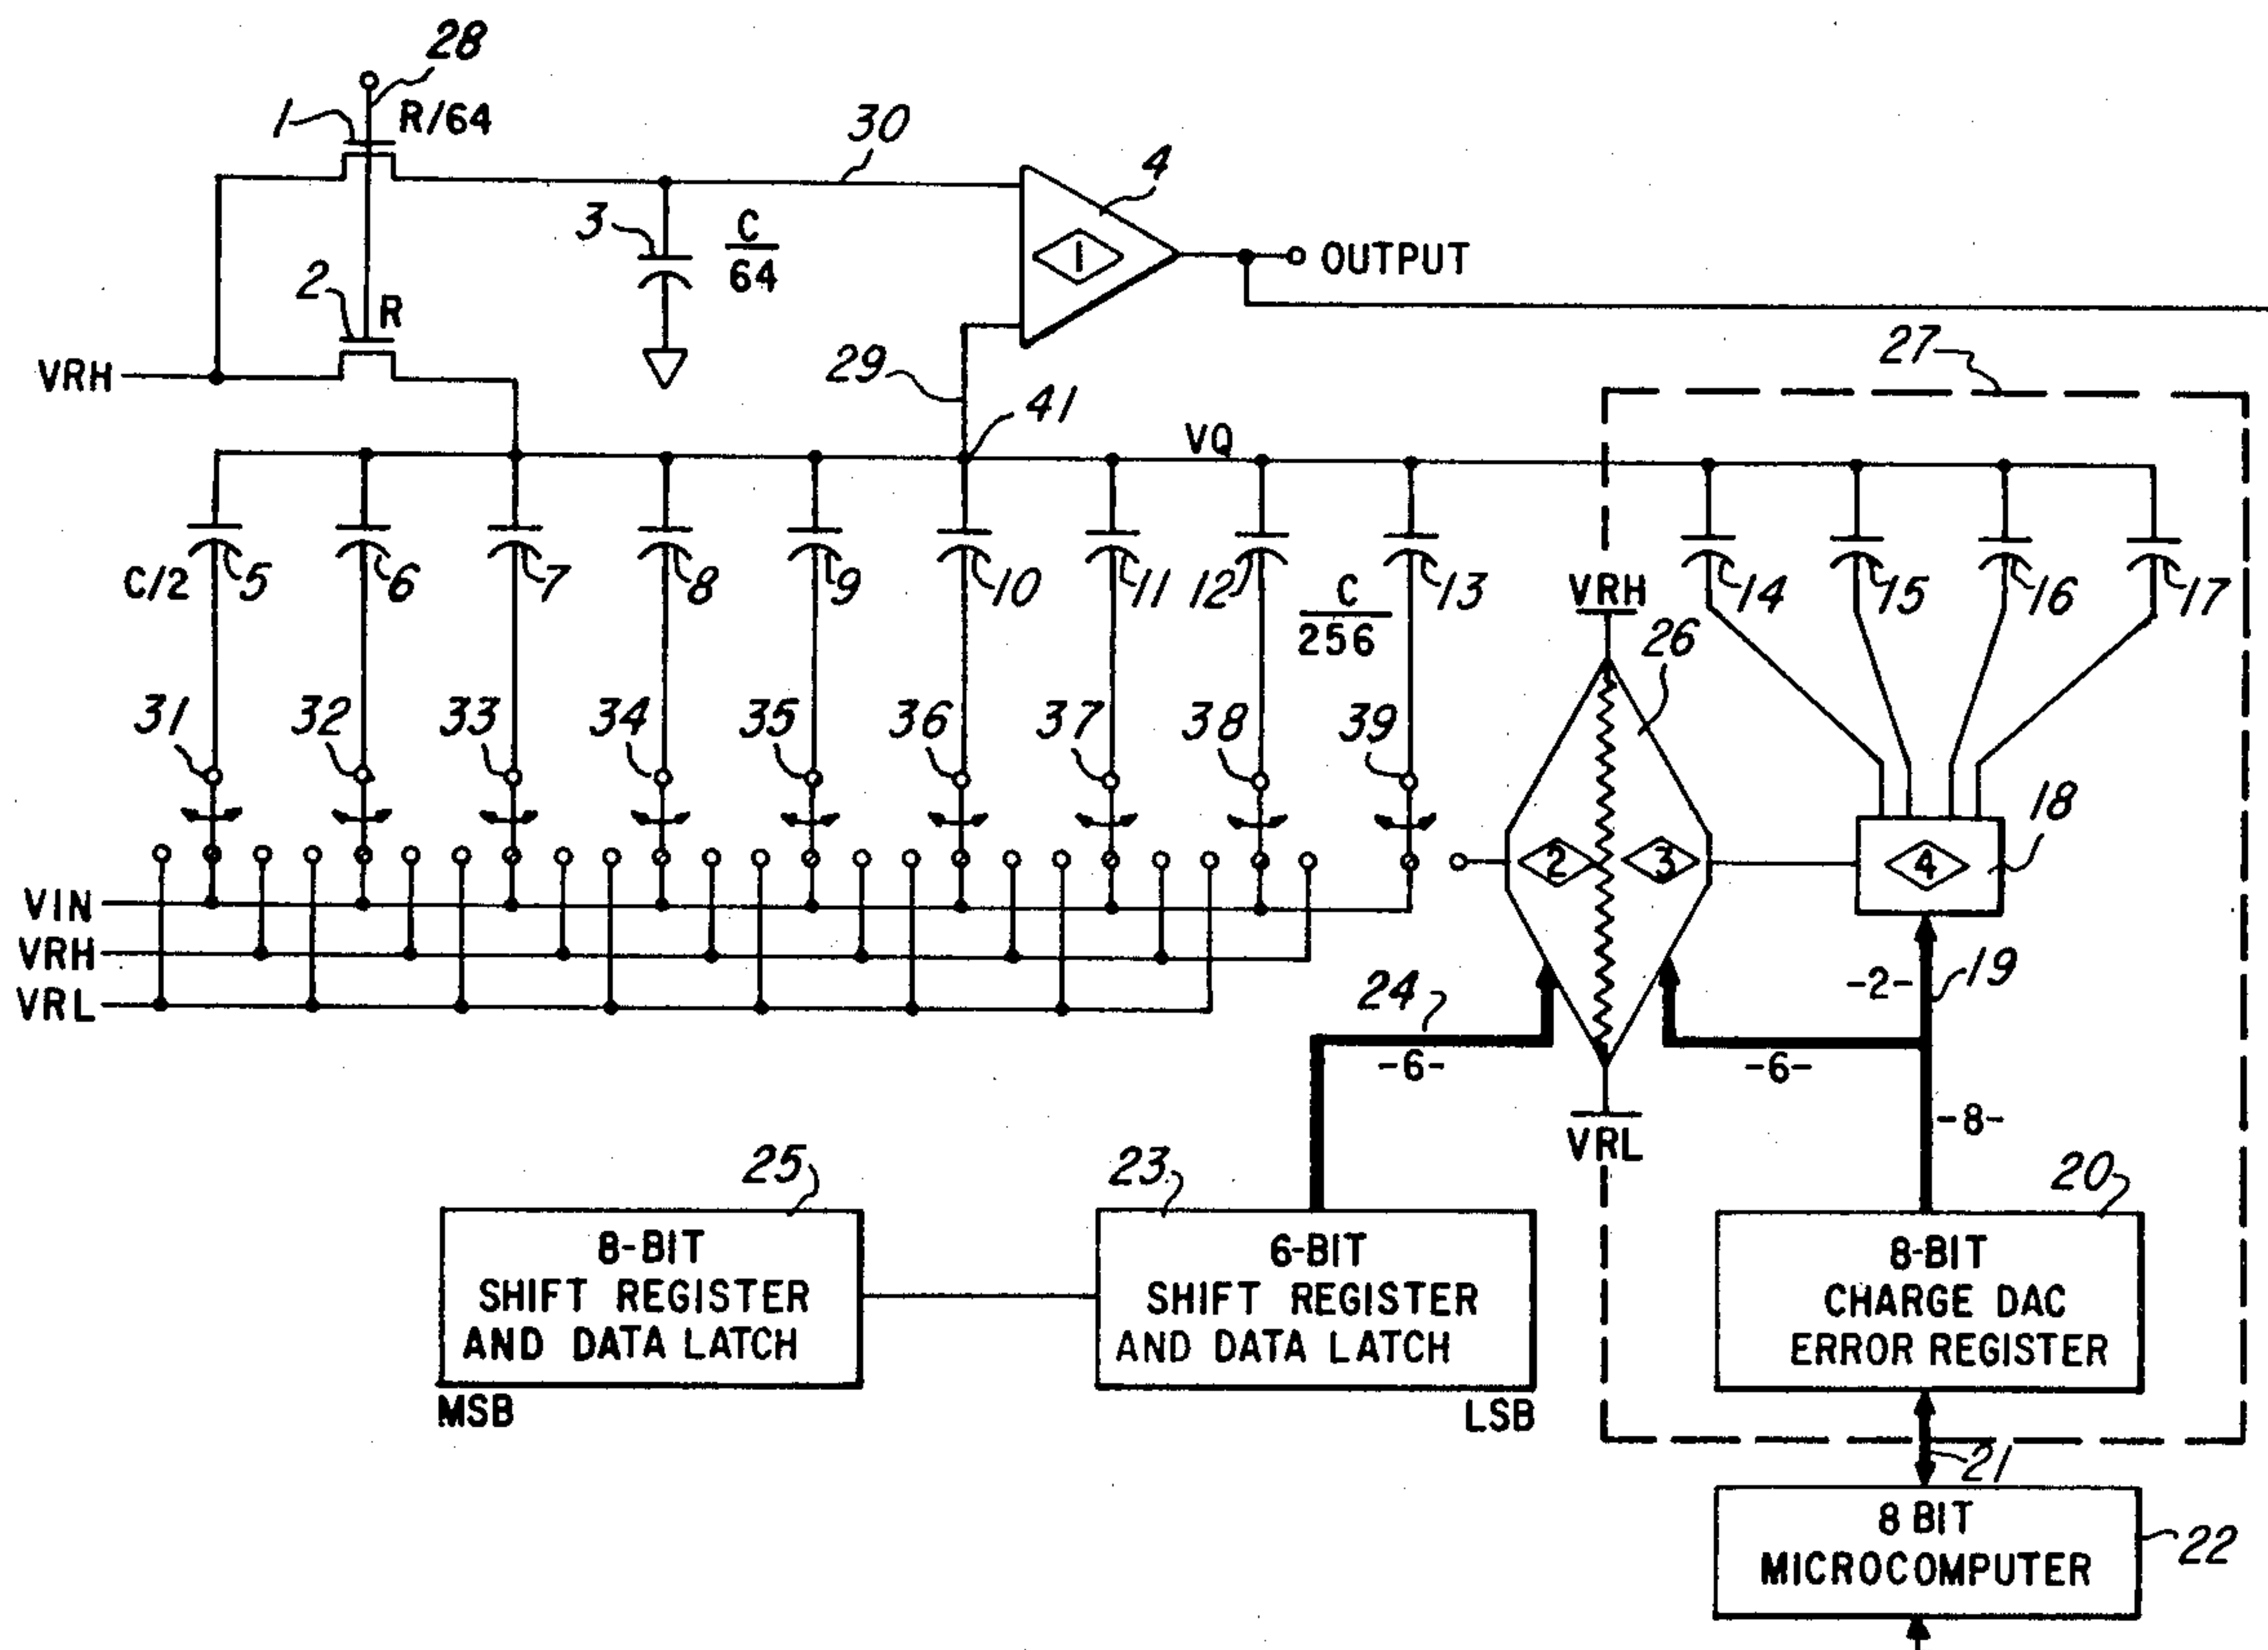 28
1
R/64
30
4
3
C
64
1
OUTPUT
2
R
27
VRH
29
41
VQ
C/2
5
6
7
8
9
10
11
12
C
256
13
VRH
14
15
16
17
26
31
32
33
34
35
36
37
38
39
18
2
3
4
VIN
VRH
VRL
24
-6-
-2-
19
-6-
-8-
VRL
25
23
20
8-BIT
SHIFT REGISTER
AND DATA LATCH
6-BIT
SHIFT REGISTER
AND DATA LATCH
8-BIT
CHARGE DAC
ERROR REGISTER
MSB
LSB
21
8 BIT
MICROCOMPUTER
22